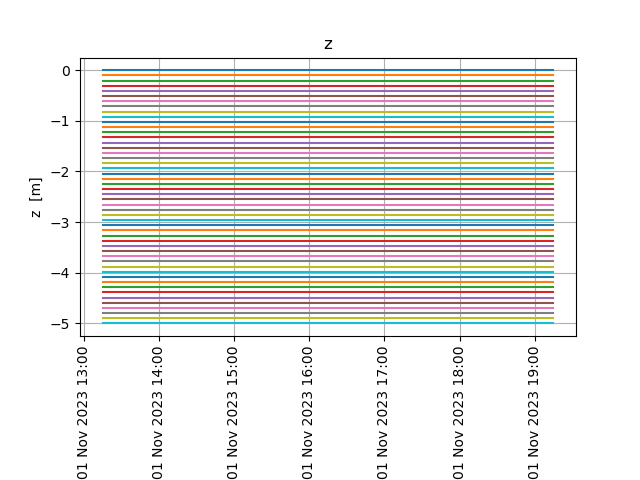 z
0
−1
−2
−3
−4
−5
z [m]
01 Nov 2023 13:00
01 Nov 2023 14:00
01 Nov 2023 15:00
01 Nov 2023 16:00
01 Nov 2023 17:00
01 Nov 2023 18:00
01 Nov 2023 19:00